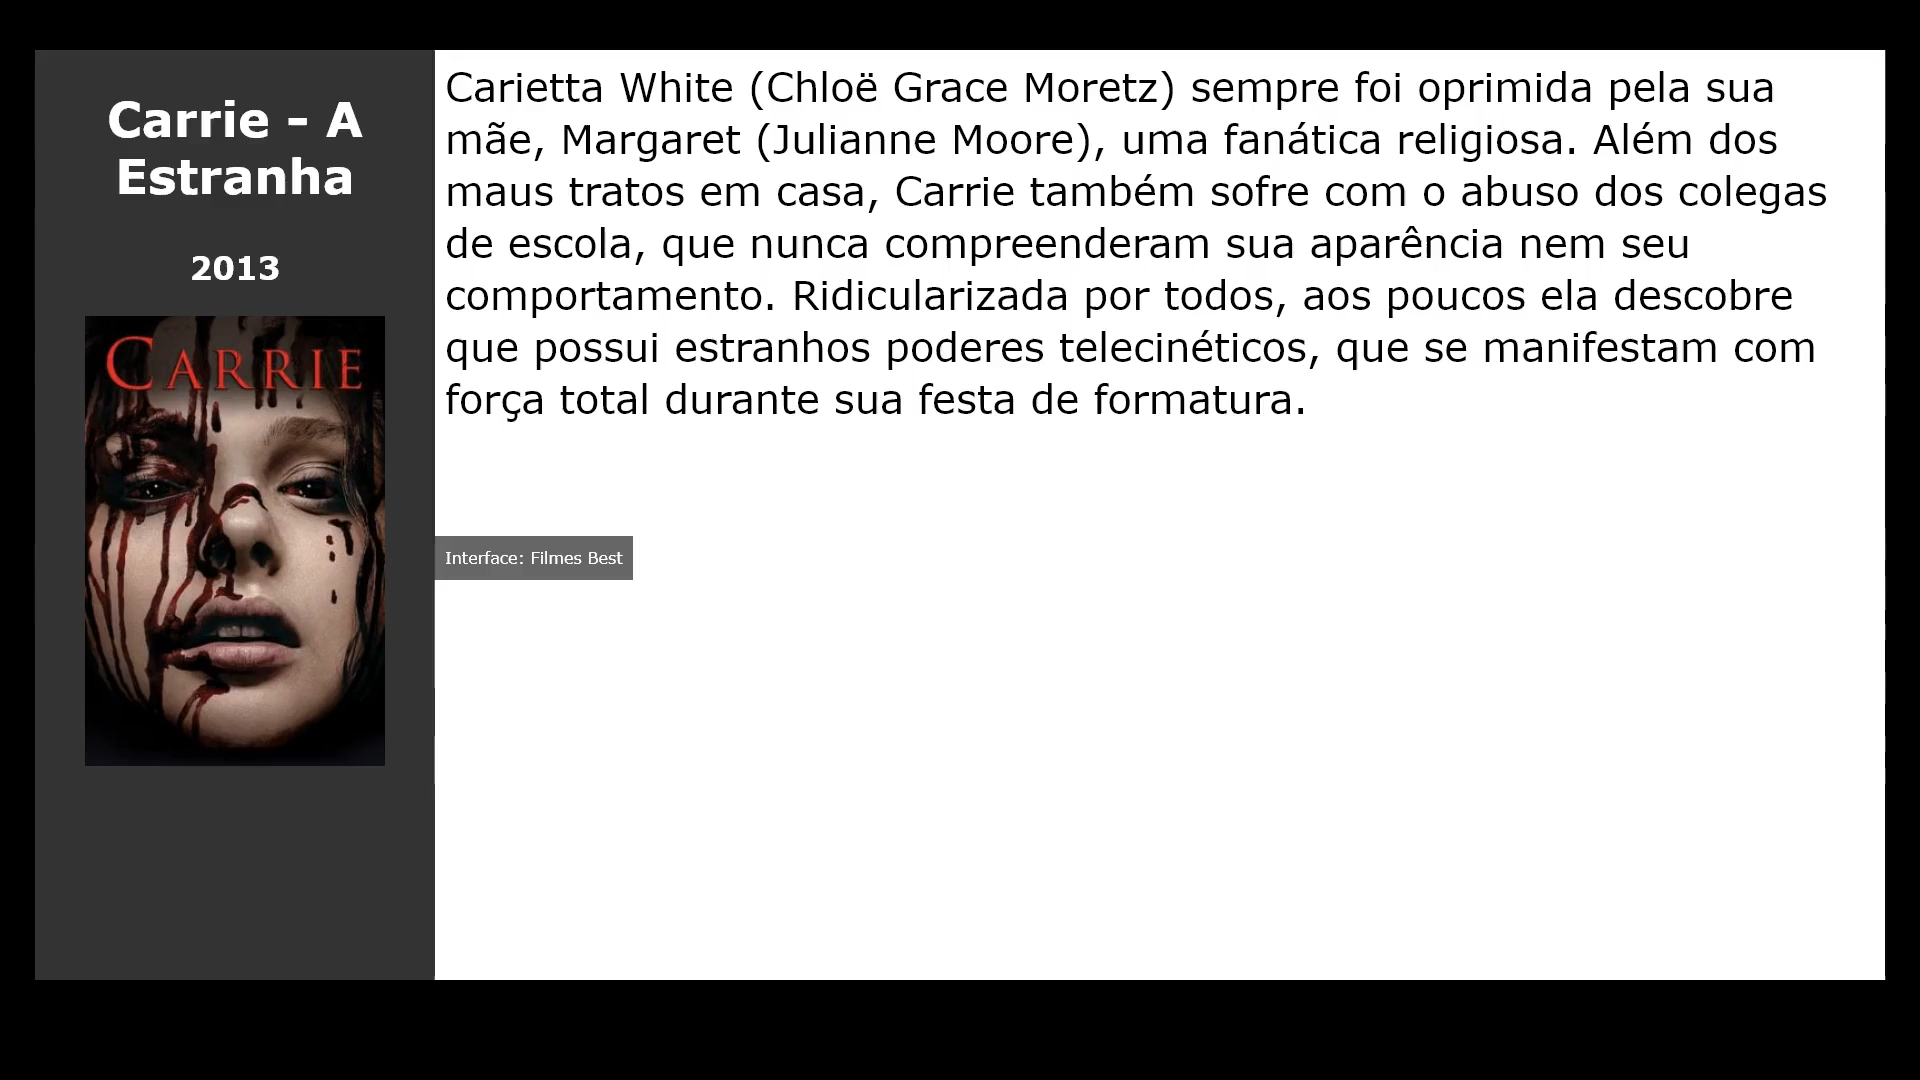 Carrie - A
Estranha
2013
CARRIE
Carietta White (Chloë Grace Moretz) sempre foi oprimida pela sua
mãe, Margaret (Julianne Moore), uma fanática religiosa. Além dos
maus tratos em casa, Carrie também sofre com o abuso dos colegas
de escola, que nunca compreenderam sua aparência nem seu
comportamento. Ridicularizada por todos, aos poucos ela descobre
que possui estranhos poderes telecinéticos, que se manifestam com
força total durante sua festa de formatura.
Interface: Filmes Best